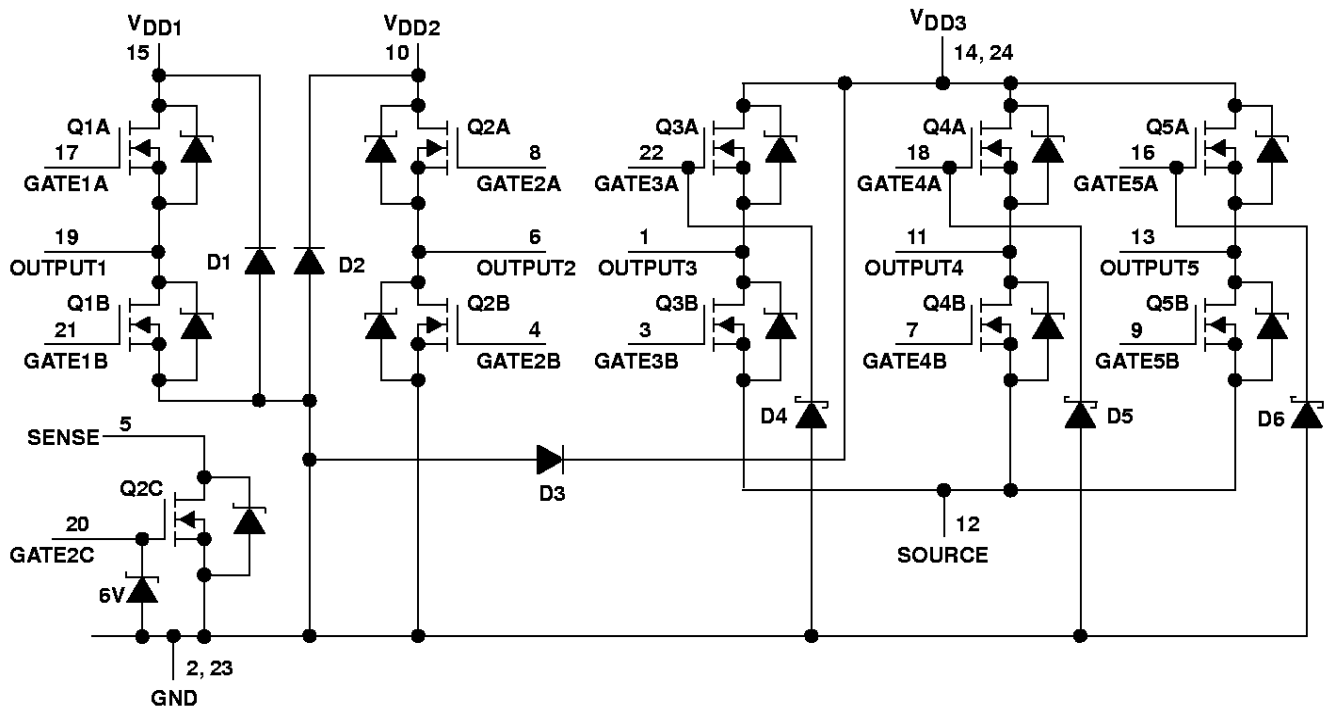 VDD1
15
VDD2
10
VDD3
14, 24
Q1A
17
GATE1A
Q2A
8
GATE2A
Q3A
22
GATE3A
Q4A
18
GATE4A
Q5A
16
GATE5A
19
OUTPUT1
D1
D2
6
OUTPUT2
1
OUTPUT3
11
OUTPUT4
13
OUTPUT5
Q1B
21
GATE1B
Q2B
4
GATE2B
Q3B
3
GATE3B
Q4B
7
GATE4B
Q5B
9
GATE5B
D4
D5
D6
5
SENSE
D3
Q2C
20
GATE2C
12
SOURCE
6V
2, 23
GND